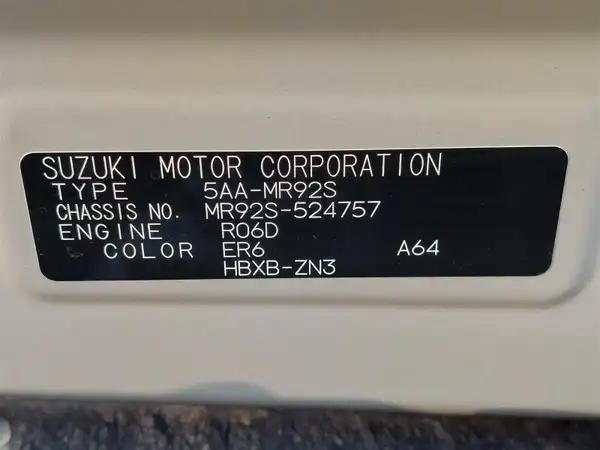 SUZUKI MOTOR CORPORATION
TYPE 5AA-MR92S
CHASSIS NO. MR92S-524757
ENGINE R06D
COLOR ER6 A64
HBXB-ZN3